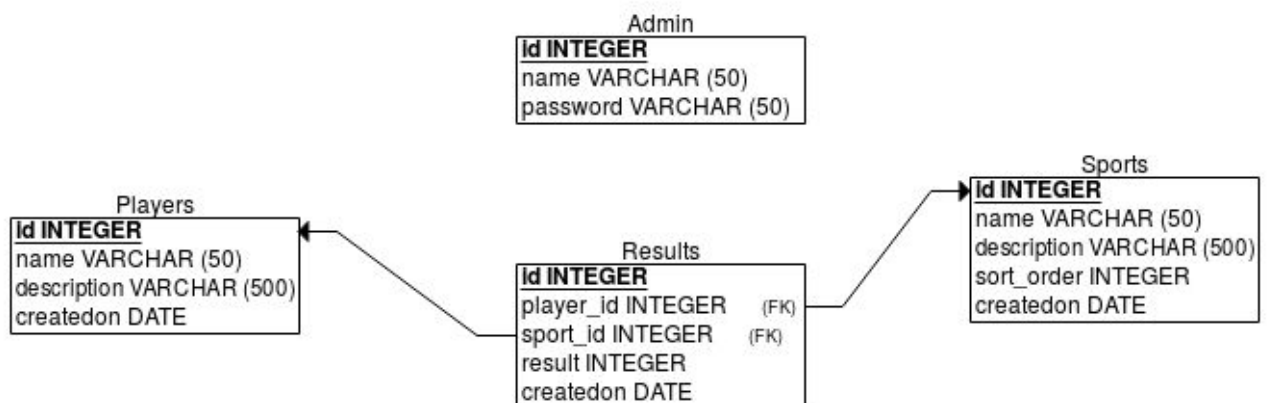 Admin
id INTEGER
name VARCHAR (50)
password VARCHAR (50)
Players
id INTEGER
name VARCHAR (50)
description VARCHAR (500)
createdon DATE
Results
id INTEGER
player_id INTEGER (FK)
sport_id INTEGER (FK)
result INTEGER
createdon DATE
Sports
id INTEGER
name VARCHAR (50)
description VARCHAR (500)
sort_order INTEGER
createdon DATE